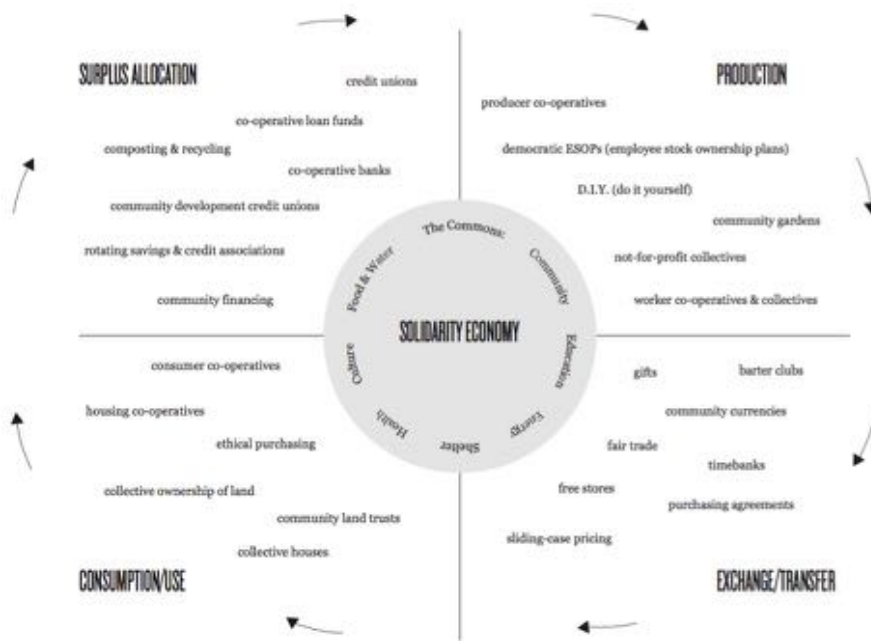 SURPLUS ALLOCATION
credit unions
co-operative loan funds
composting & recycling
co-operative banks
community development credit unions
rotating savings & credit associations
community financing
PRODUCTION
producer co-operatives
democratic ESOPs (employee stock ownership plans)
D.I.Y. (do it yourself)
community gardens
not-for-profit collectives
worker co-operatives & collectives
The Commons:
Community
Education
Energy
Shelter
Health
Culture
Food & Water
SOLIDARITY ECONOMY
consumer co-operatives
housing co-operatives
ethical purchasing
collective ownership of land
community land trusts
collective houses
CONSUMPTION/USE
gifts
barter clubs
community currencies
fair trade
timebanks
free stores
purchasing agreements
sliding-case pricing
EXCHANGE/TRANSFER